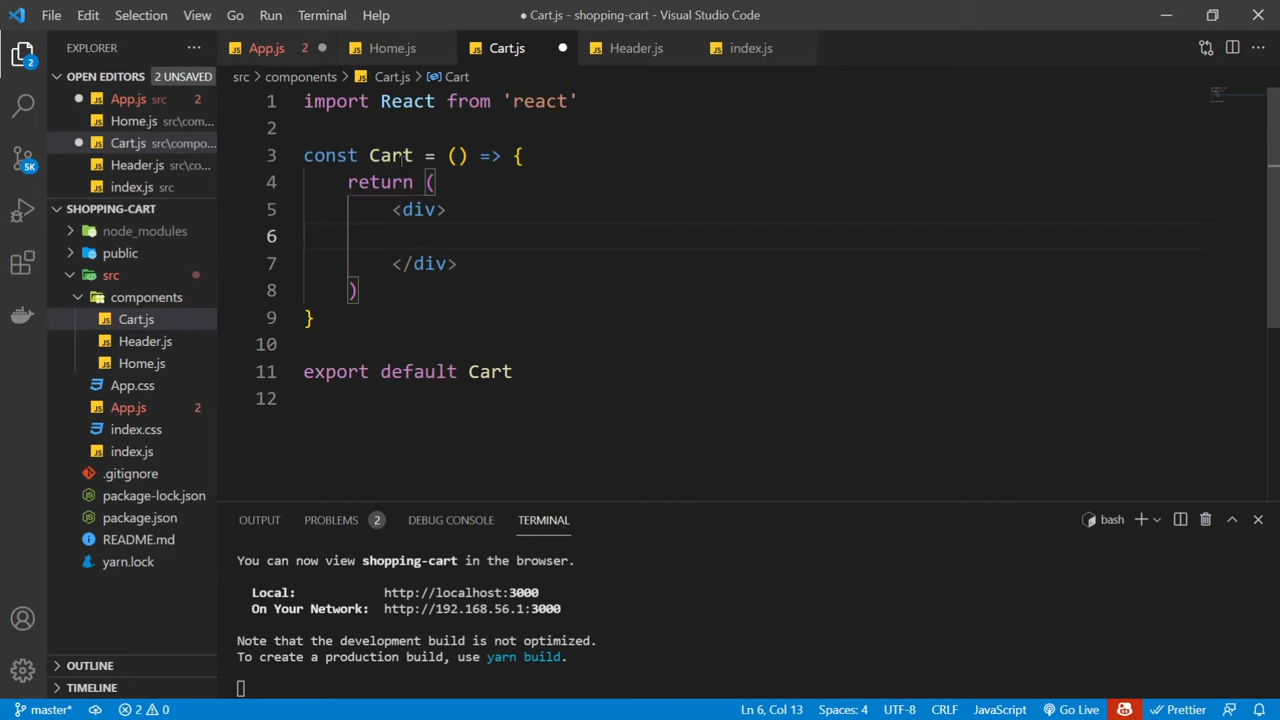 File Edit Selection View Go Run Terminal Help
● Cart.js - shopping-cart - Visual Studio Code
EXPLORER
OPEN EDITORS 2 UNSAVED
App.js src 2
Home.js src\com...
Cart.js src\compo...
Header.js src\co...
index.js src
SHOPPING-CART
node_modules
public
src
components
Cart.js
Header.js
Home.js
App.css
App.js 2
index.css
index.js
.gitignore
package-lock.json
package.json
README.md
yarn.lock
OUTLINE
TIMELINE
2
5K
App.js 2
Home.js
Cart.js
Header.js
index.js
src > components > Cart.js > Cart
1 import React from 'react'
2
3 const Cart = () => {
4 return (
5 <div>
6
7 </div>
8 )
9 }
10
11 export default Cart
12
OUTPUT PROBLEMS 2 DEBUG CONSOLE TERMINAL
bash
You can now view shopping-cart in the browser.
Local: http://localhost:3000
On Your Network: http://192.168.56.1:3000
Note that the development build is not optimized.
To create a production build, use yarn build.
master* 2 0 Ln 6, Col 13 Spaces: 4 UTF-8 CRLF JavaScript Go Live Prettier